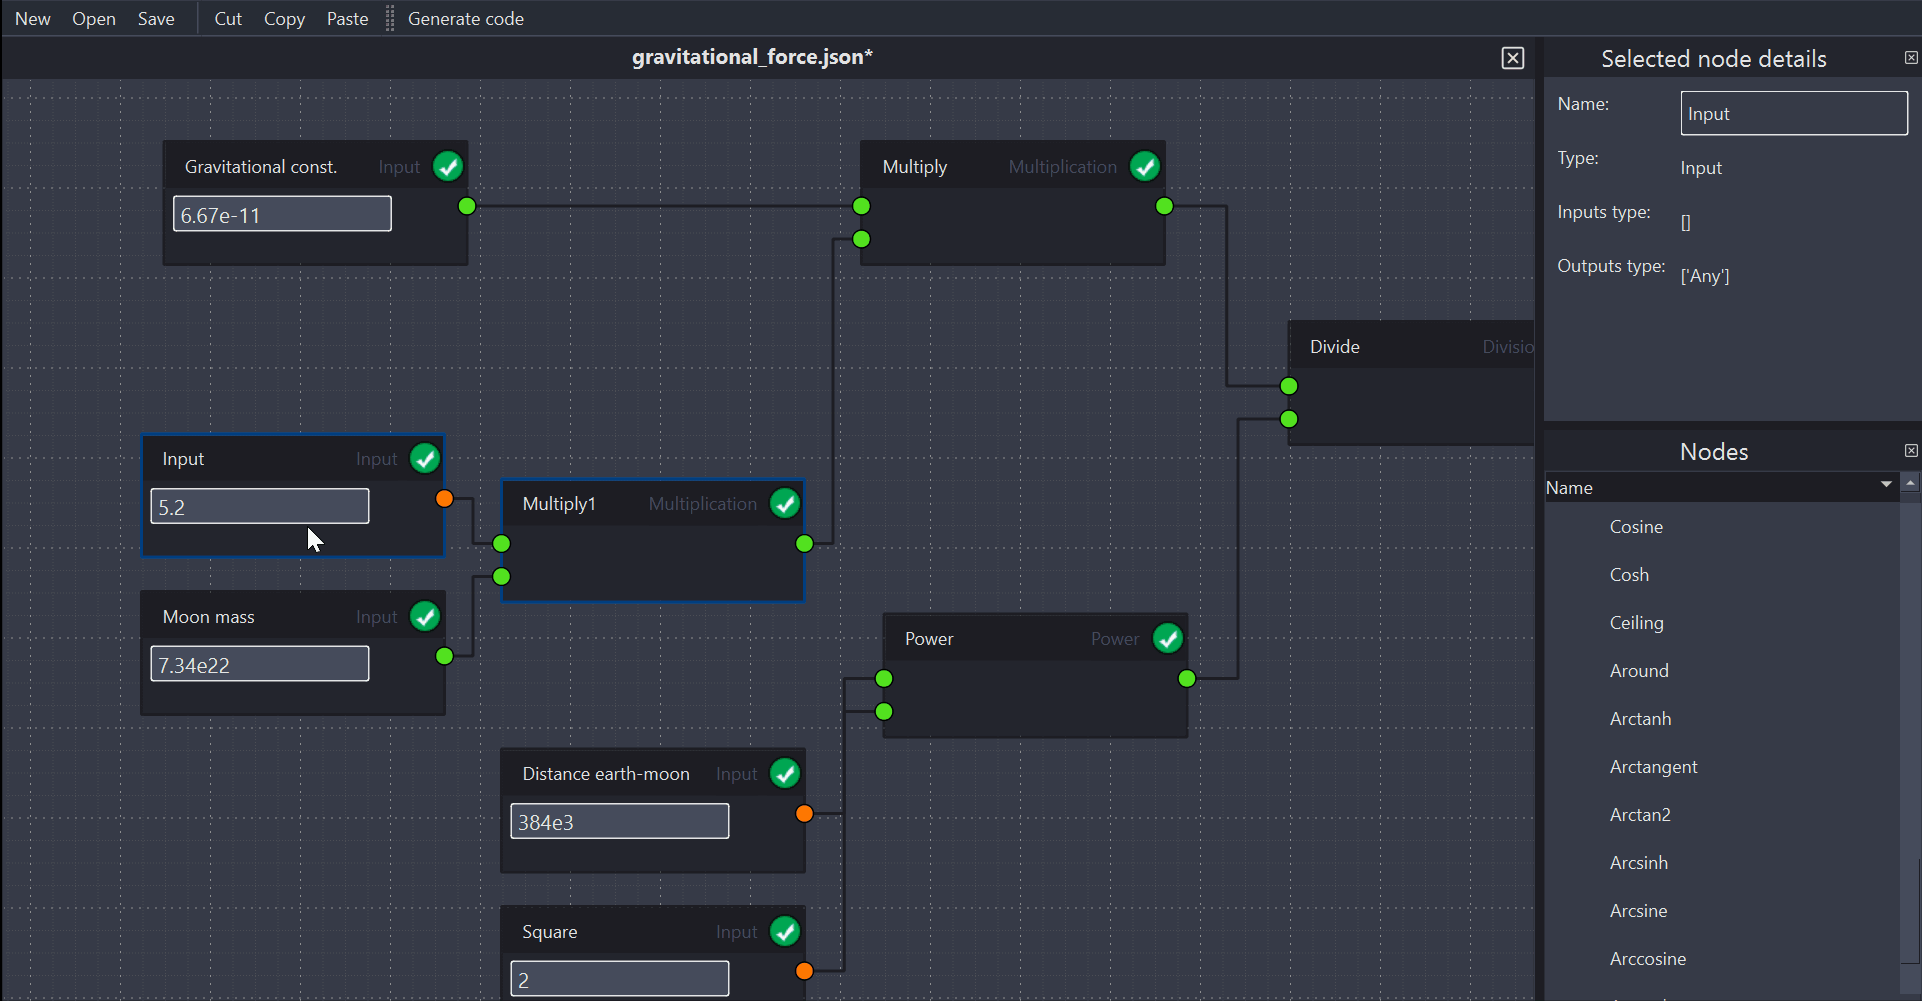 New Open Save Cut Copy Paste Generate code
gravitational_force.json*
Gravitational const. Input
6.67e-11
Multiply Multiplication
Divide Divisio
Input Input
5.2
Multiply1 Multiplication
Moon mass Input
7.34e22
Power Power
Distance earth-moon Input
384e3
Square Input
2
Selected node details
Name: Input
Type: Input
Inputs type: []
Outputs type: ['Any']
Nodes
Name
Cosine
Cosh
Ceiling
Around
Arctanh
Arctangent
Arctan2
Arcsinh
Arcsine
Arccosine